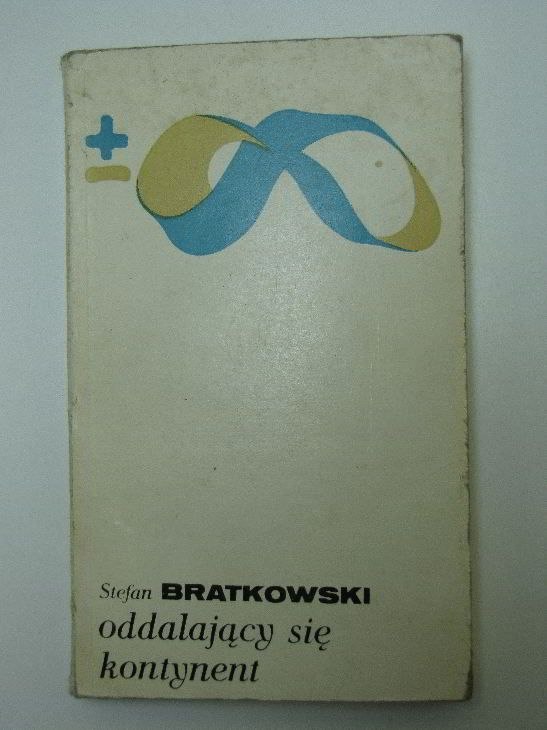 ±
Stefan BRATKOWSKI
oddalający się
kontynent